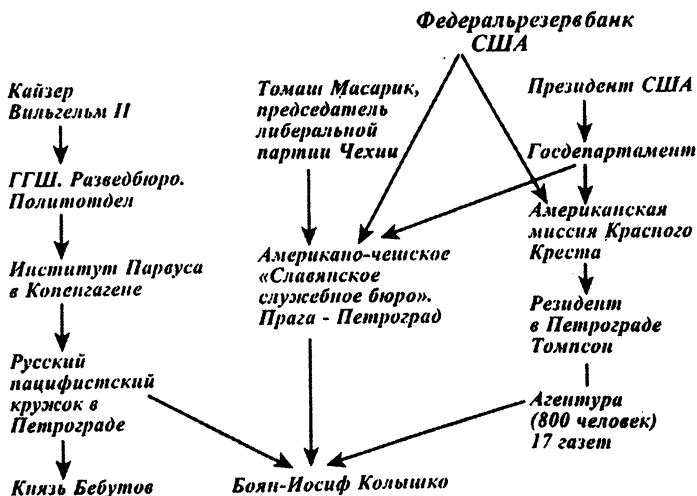 Федеральрезервбанк
США
Кайзер
Вильгельм II
Томаш Масарик,
председатель
либеральной
партии Чехии
Президент США
ГГШ. Разведбюро.
Политотдел
Госдепартамент
Американская
миссия Красного
Креста
Институт Парвуса
в Копенгагене
Американо-чешское
«Славянское
служебное бюро».
Прага - Петроград
Резидент
в Петрограде
Томпсон
Русский
пацифистский
кружок в
Петрограде
Агентура
(800 человек)
17 газет
Князь Бебутов
Боян-Иосиф Колышко